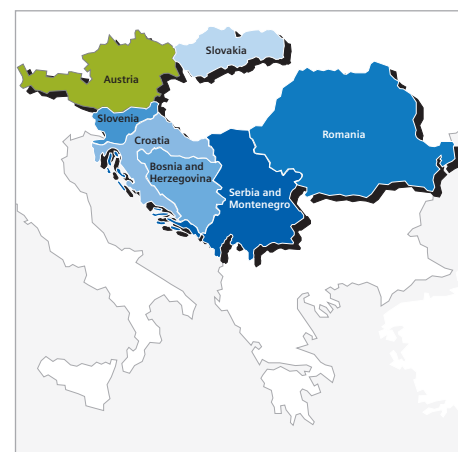 Slovakia
Austria
Slovenia
Romania
Croatia
Bosnia and
Herzegovina
Serbia and
Montenegro